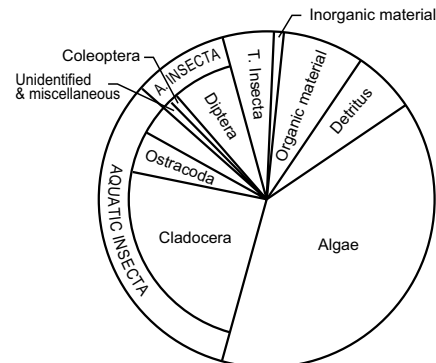 Inorganic material
Coleoptera
Unidentified
& miscellaneous
A. INSECTA
T. Insecta
Diptera
Organic material
Detritus
Ostracoda
AQUATIC INSECTA
Cladocera
Algae